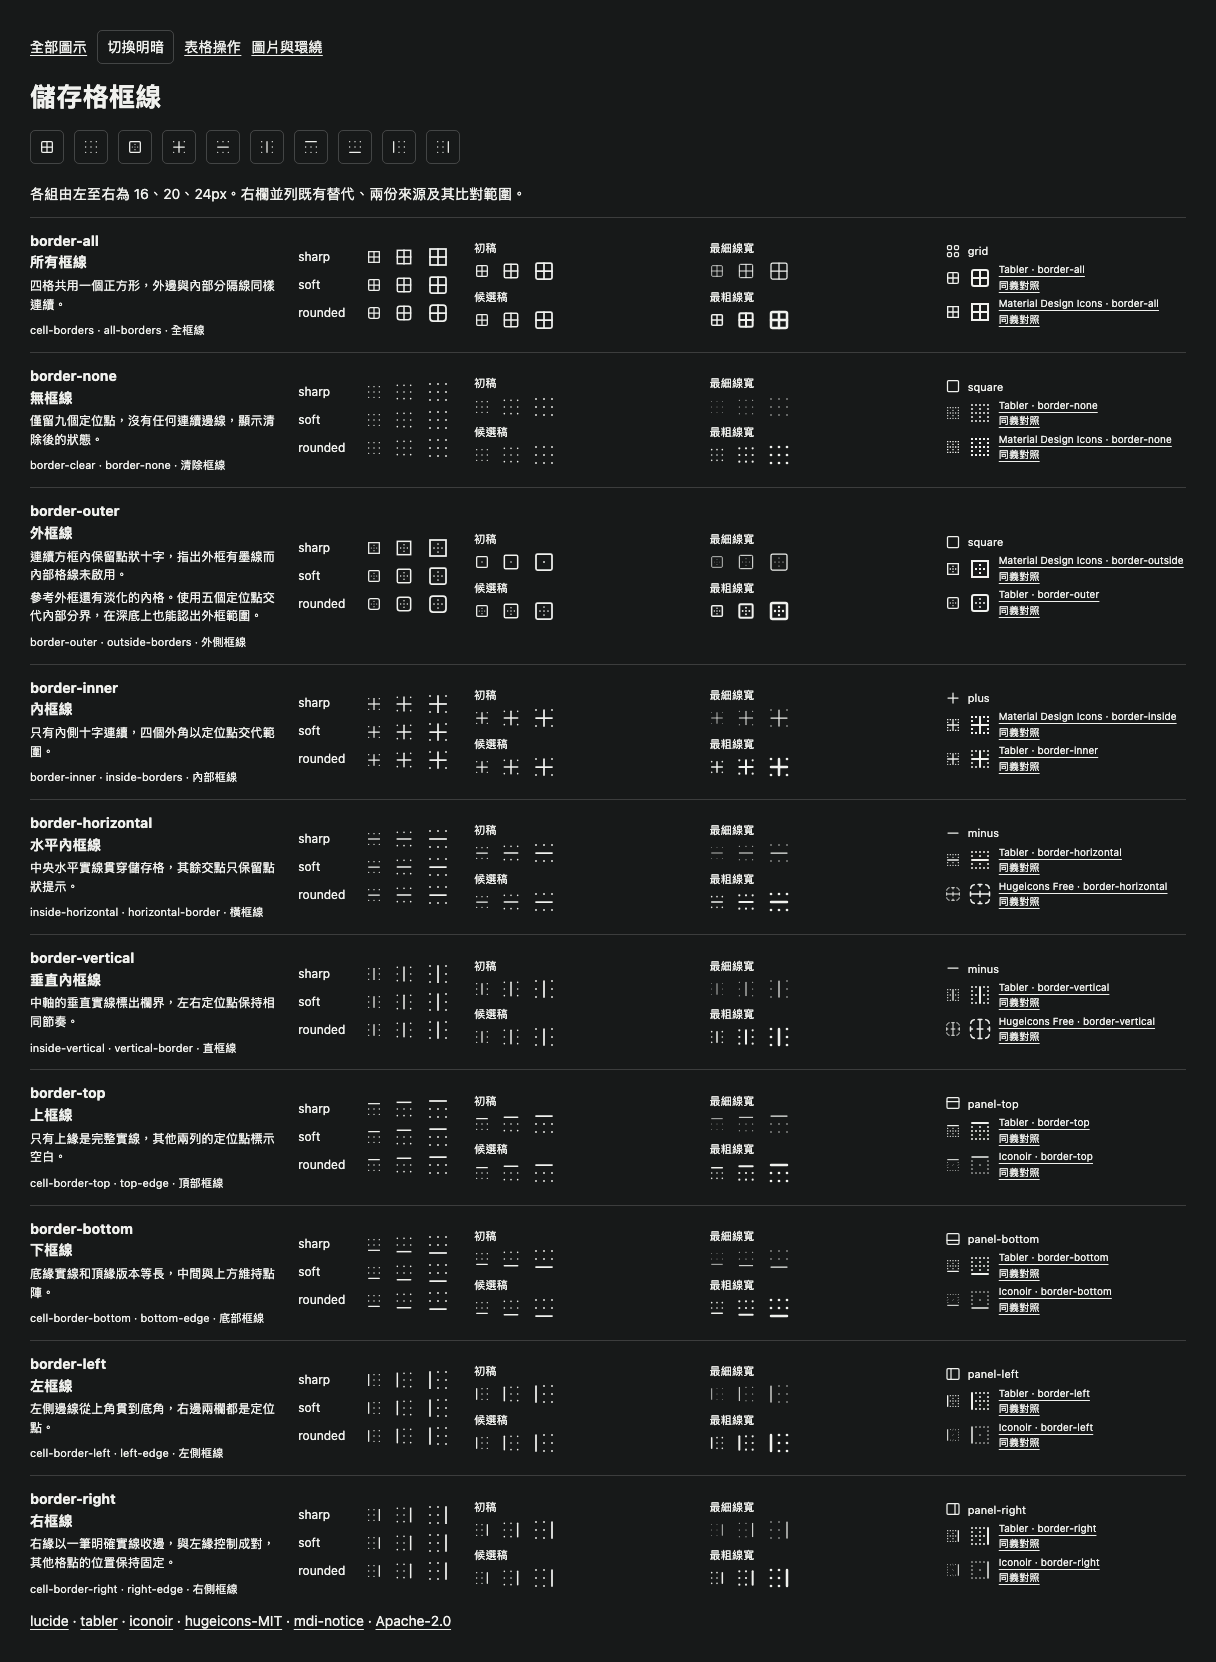 全部圖示 切換明暗 表格操作 圖片與環繞
儲存格框線
各組由左至右為 16、20、24px。右欄並列既有替代、兩份來源及其比對範圍。
border-all
所有框線
四格共用一個正方形，外邊與內部分隔線同樣
連續。
cell-borders · all-borders · 全框線
sharp
soft
rounded
初稿
候選稿
最細線寬
最粗線寬
grid
Tabler · border-all
同義對照
Material Design Icons · border-all
同義對照
border-none
無框線
僅留九個定位點，沒有任何連續邊線，顯示清
除後的狀態。
border-clear · border-none · 清除框線
sharp
soft
rounded
初稿
候選稿
最細線寬
最粗線寬
square
Tabler · border-none
同義對照
Material Design Icons · border-none
同義對照
border-outer
外框線
連續方框內保留點狀十字，指出外框有墨線而
內部格線未啟用。
參考外框還有淡化的內格。使用五個定位點交
代內部分界，在深底上也能認出外框範圍。
border-outer · outside-borders · 外側框線
sharp
soft
rounded
初稿
候選稿
最細線寬
最粗線寬
square
Material Design Icons · border-outside
同義對照
Tabler · border-outer
同義對照
border-inner
內框線
只有內側十字連續，四個外角以定位點交代範
圍。
border-inner · inside-borders · 內部框線
sharp
soft
rounded
初稿
候選稿
最細線寬
最粗線寬
plus
Material Design Icons · border-inside
同義對照
Tabler · border-inner
同義對照
border-horizontal
水平內框線
中央水平實線貫穿儲存格，其餘交點只保留點
狀提示。
inside-horizontal · horizontal-border · 橫框線
sharp
soft
rounded
初稿
候選稿
最細線寬
最粗線寬
minus
Tabler · border-horizontal
同義對照
Hugeicons Free · border-horizontal
同義對照
border-vertical
垂直內框線
中軸的垂直實線標出欄界，左右定位點保持相
同節奏。
inside-vertical · vertical-border · 直框線
sharp
soft
rounded
初稿
候選稿
最細線寬
最粗線寬
minus
Tabler · border-vertical
同義對照
Hugeicons Free · border-vertical
同義對照
border-top
上框線
只有上緣是完整實線，其他兩列的定位點標示
空白。
cell-border-top · top-edge · 頂部框線
sharp
soft
rounded
初稿
候選稿
最細線寬
最粗線寬
panel-top
Tabler · border-top
同義對照
Iconoir · border-top
同義對照
border-bottom
下框線
底緣實線和頂緣版本等長，中間與上方維持點
陣。
cell-border-bottom · bottom-edge · 底部框線
sharp
soft
rounded
初稿
候選稿
最細線寬
最粗線寬
panel-bottom
Tabler · border-bottom
同義對照
Iconoir · border-bottom
同義對照
border-left
左框線
左側邊線從上角貫到底角，右邊兩欄都是定位
點。
cell-border-left · left-edge · 左側框線
sharp
soft
rounded
初稿
候選稿
最細線寬
最粗線寬
panel-left
Tabler · border-left
同義對照
Iconoir · border-left
同義對照
border-right
右框線
右緣以一筆明確實線收邊，與左緣控制成對，
其他格點的位置保持固定。
cell-border-right · right-edge · 右側框線
sharp
soft
rounded
初稿
候選稿
最細線寬
最粗線寬
panel-right
Tabler · border-right
同義對照
Iconoir · border-right
同義對照
lucide · tabler · iconoir · hugeicons-MIT · mdi-notice · Apache-2.0